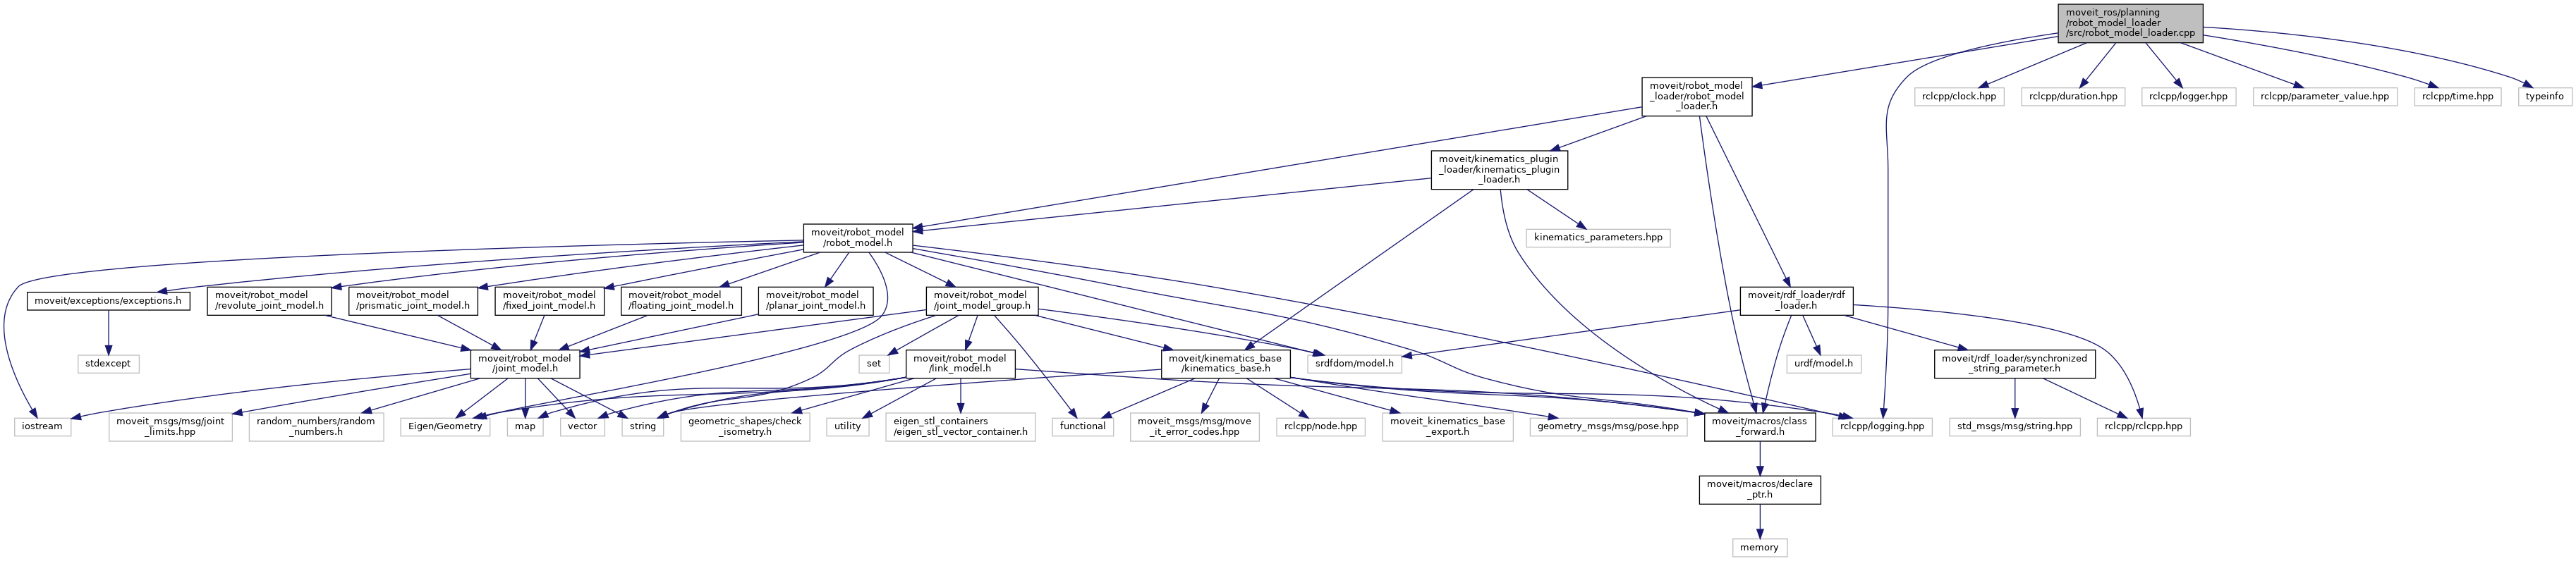 moveit_ros/planning
/robot_model_loader
/src/robot_model_loader.cpp
moveit/robot_model
_loader/robot_model
_loader.h
rclcpp/clock.hpp
rclcpp/duration.hpp
rclcpp/logger.hpp
rclcpp/parameter_value.hpp
rclcpp/time.hpp
typeinfo
moveit/kinematics_plugin
_loader/kinematics_plugin
_loader.h
moveit/robot_model
/robot_model.h
kinematics_parameters.hpp
moveit/exceptions/exceptions.h
moveit/robot_model
/revolute_joint_model.h
moveit/robot_model
/prismatic_joint_model.h
moveit/robot_model
/fixed_joint_model.h
moveit/robot_model
/floating_joint_model.h
moveit/robot_model
/planar_joint_model.h
moveit/robot_model
/joint_model_group.h
moveit/rdf_loader/rdf
_loader.h
stdexcept
moveit/robot_model
/joint_model.h
set
moveit/robot_model
/link_model.h
moveit/kinematics_base
/kinematics_base.h
srdfdom/model.h
urdf/model.h
moveit/rdf_loader/synchronized
_string_parameter.h
iostream
moveit_msgs/msg/joint
_limits.hpp
random_numbers/random
_numbers.h
Eigen/Geometry
map
vector
string
geometric_shapes/check
_isometry.h
utility
eigen_stl_containers
/eigen_stl_vector_container.h
functional
moveit_msgs/msg/move
_it_error_codes.hpp
rclcpp/node.hpp
moveit_kinematics_base
_export.h
geometry_msgs/msg/pose.hpp
moveit/macros/class
_forward.h
rclcpp/logging.hpp
std_msgs/msg/string.hpp
rclcpp/rclcpp.hpp
moveit/macros/declare
_ptr.h
memory